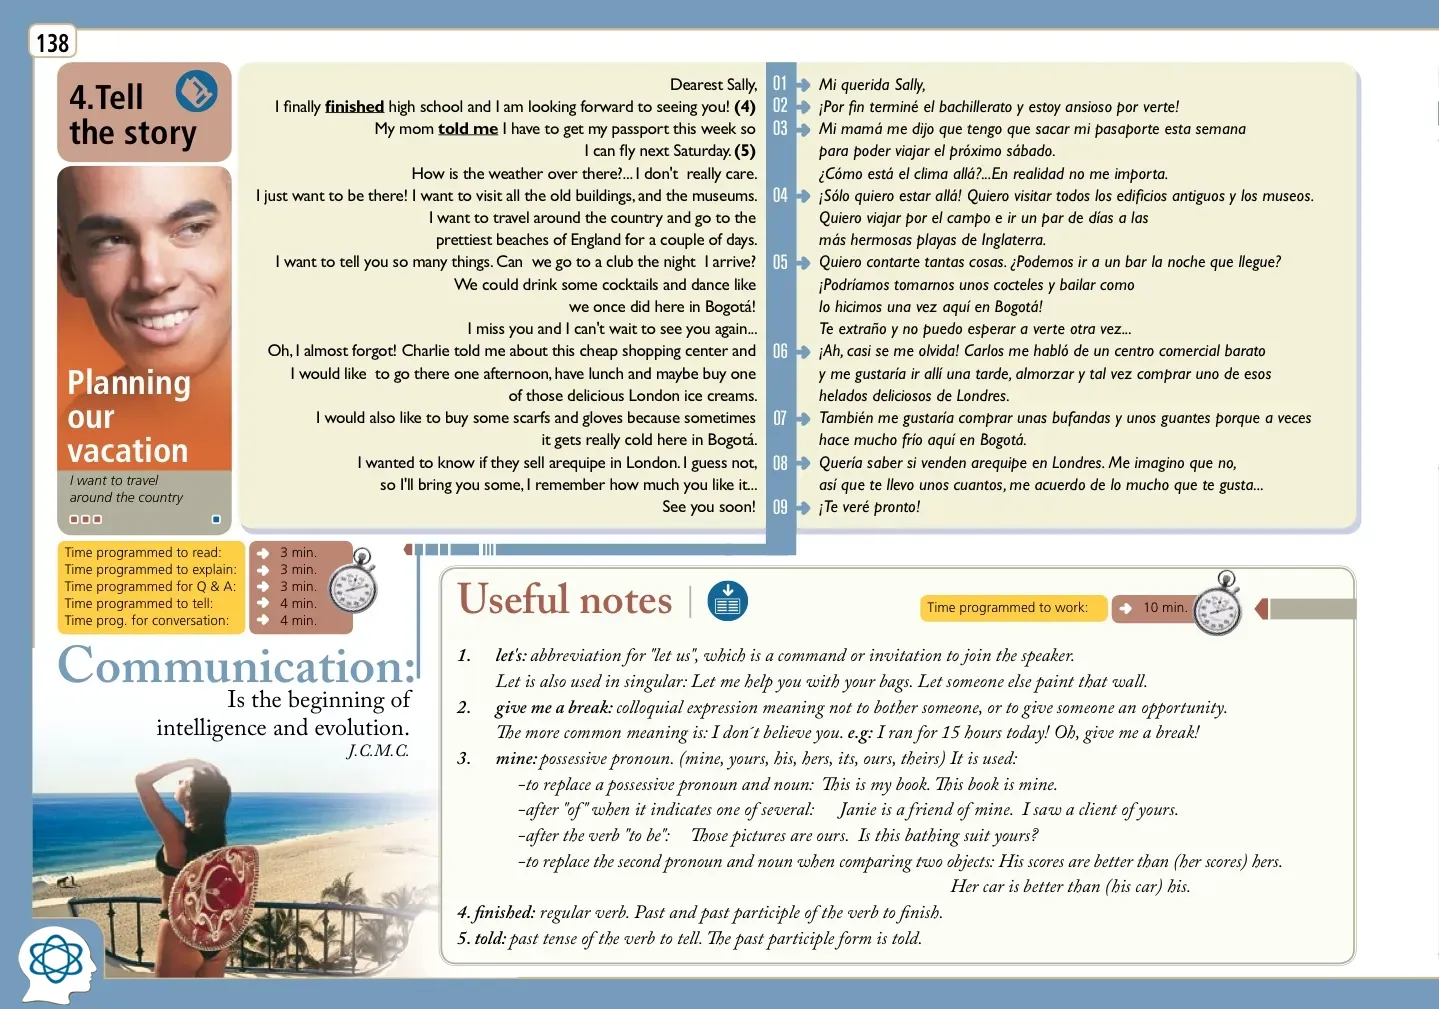 138
4.Tell
the story
Planning
our
vacation
I want to travel
around the country
Dearest Sally,
I finally finished high school and I am looking forward to seeing you! (4)
My mom told me I have to get my passport this week so
I can fly next Saturday. (5)
How is the weather over there?... I don't really care.
I just want to be there! I want to visit all the old buildings, and the museums.
I want to travel around the country and go to the
prettiest beaches of England for a couple of days.
I want to tell you so many things. Can we go to a club the night I arrive?
We could drink some cocktails and dance like
we once did here in Bogotá!
I miss you and I can't wait to see you again...
Oh, I almost forgot! Charlie told me about this cheap shopping center and
I would like to go there one afternoon, have lunch and maybe buy one
of those delicious London ice creams.
I would also like to buy some scarfs and gloves because sometimes
it gets really cold here in Bogotá.
I wanted to know if they sell arequipe in London. I guess not,
so I'll bring you some, I remember how much you like it...
See you soon!
01
02
03
04
05
06
07
08
09
Mi querida Sally,
¡Por fin terminé el bachillerato y estoy ansioso por verte!
Mi mamá me dijo que tengo que sacar mi pasaporte esta semana
para poder viajar el próximo sábado.
¿Cómo está el clima allá?...En realidad no me importa.
¡Sólo quiero estar allá! Quiero visitar todos los edificios antiguos y los museos.
Quiero viajar por el campo e ir un par de días a las
más hermosas playas de Inglaterra.
Quiero contarte tantas cosas. ¿Podemos ir a un bar la noche que llegue?
¡Podríamos tomarnos unos cocteles y bailar como
lo hicimos una vez aquí en Bogotá!
Te extraño y no puedo esperar a verte otra vez...
¡Ah, casi se me olvida! Carlos me habló de un centro comercial barato
y me gustaría ir allí una tarde, almorzar y tal vez comprar uno de esos
helados deliciosos de Londres.
También me gustaría comprar unas bufandas y unos guantes porque a veces
hace mucho frío aquí en Bogotá.
Quería saber si venden arequipe en Londres. Me imagino que no,
así que te llevo unos cuantos, me acuerdo de lo mucho que te gusta...
¡Te veré pronto!
Time programmed to read: 3 min.
Time programmed to explain: 3 min.
Time programmed for Q & A: 3 min.
Time programmed to tell: 4 min.
Time prog. for conversation: 4 min.
Communication:
Is the beginning of
intelligence and evolution.
J.C.M.C.
Useful notes
Time programmed to work: 10 min.
1. let's: abbreviation for "let us", which is a command or invitation to join the speaker.
Let is also used in singular: Let me help you with your bags. Let someone else paint that wall.
2. give me a break: colloquial expression meaning not to bother someone, or to give someone an opportunity.
The more common meaning is: I don´t believe you. e.g: I ran for 15 hours today! Oh, give me a break!
3. mine: possessive pronoun. (mine, yours, his, hers, its, ours, theirs) It is used:
-to replace a possessive pronoun and noun: This is my book. This book is mine.
-after "of" when it indicates one of several: Janie is a friend of mine. I saw a client of yours.
-after the verb "to be": Those pictures are ours. Is this bathing suit yours?
-to replace the second pronoun and noun when comparing two objects: His scores are better than (her scores) hers.
Her car is better than (his car) his.
4. finished: regular verb. Past and past participle of the verb to finish.
5. told: past tense of the verb to tell. The past participle form is told.